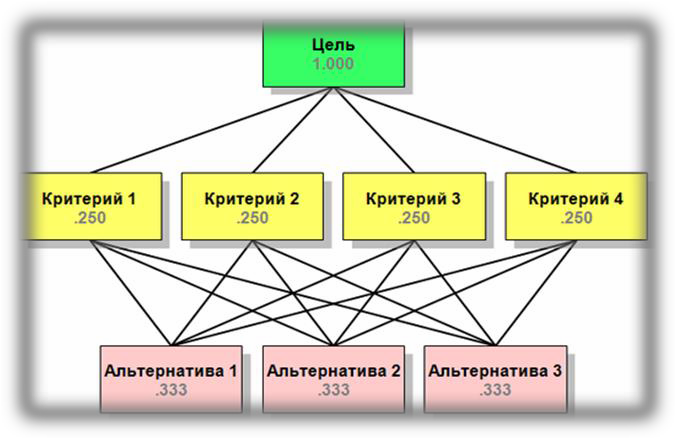 Цель
1.000
Критерий 1
.250
Критерий 2
.250
Критерий 3
.250
Критерий 4
.250
Альтернатива 1
.333
Альтернатива 2
.333
Альтернатива 3
.333